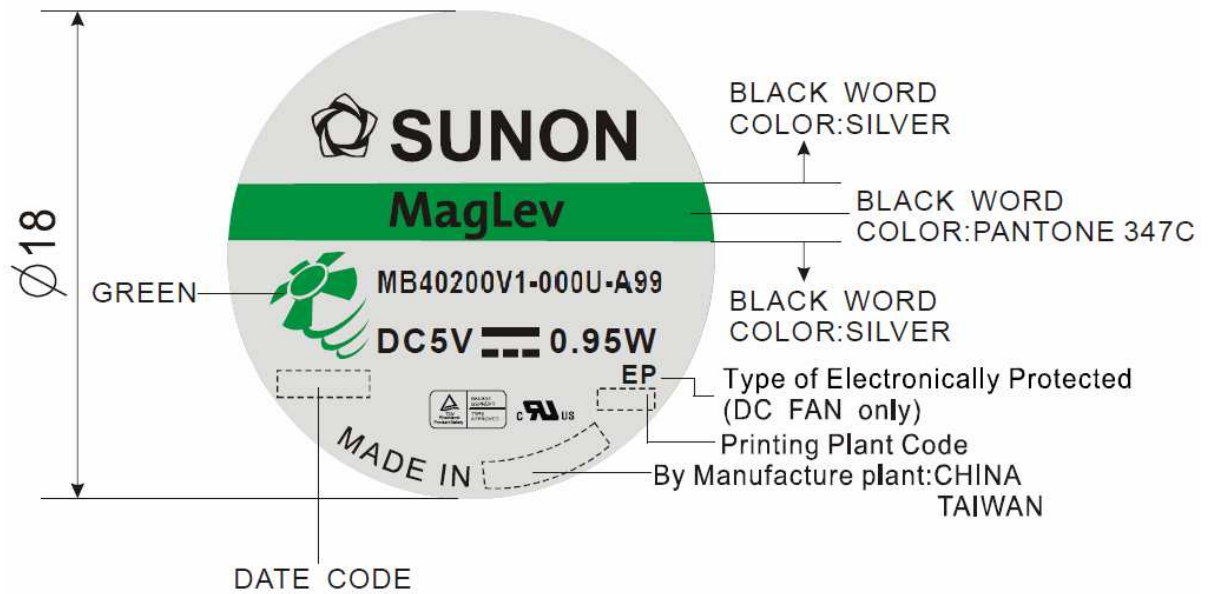 SUNON
MagLev
MB40200V1-000U-A99
DC5V 0.95W
EP
TYPE
APPROVED
C US
MADE IN
Ø18
GREEN
DATE CODE
BLACK WORD
COLOR:SILVER
BLACK WORD
COLOR:PANTONE 347C
BLACK WORD
COLOR:SILVER
Type of Electronically Protected
(DC FAN only)
Printing Plant Code
By Manufacture plant:CHINA
TAIWAN